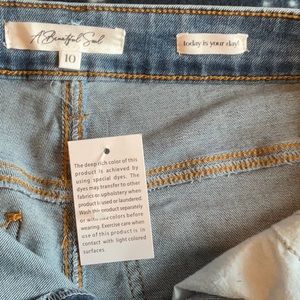 A Beautiful Soul
10
today is your day!
The deep rich color of this
product is achieved by
using special dyes. The
dyes may transfer to other
fabrics or upholstery when
product is used or laundered.
Wash this product separately
or with like colors before
wearing. Exercise care when
use of this product is in
contact with light colored
surfaces.